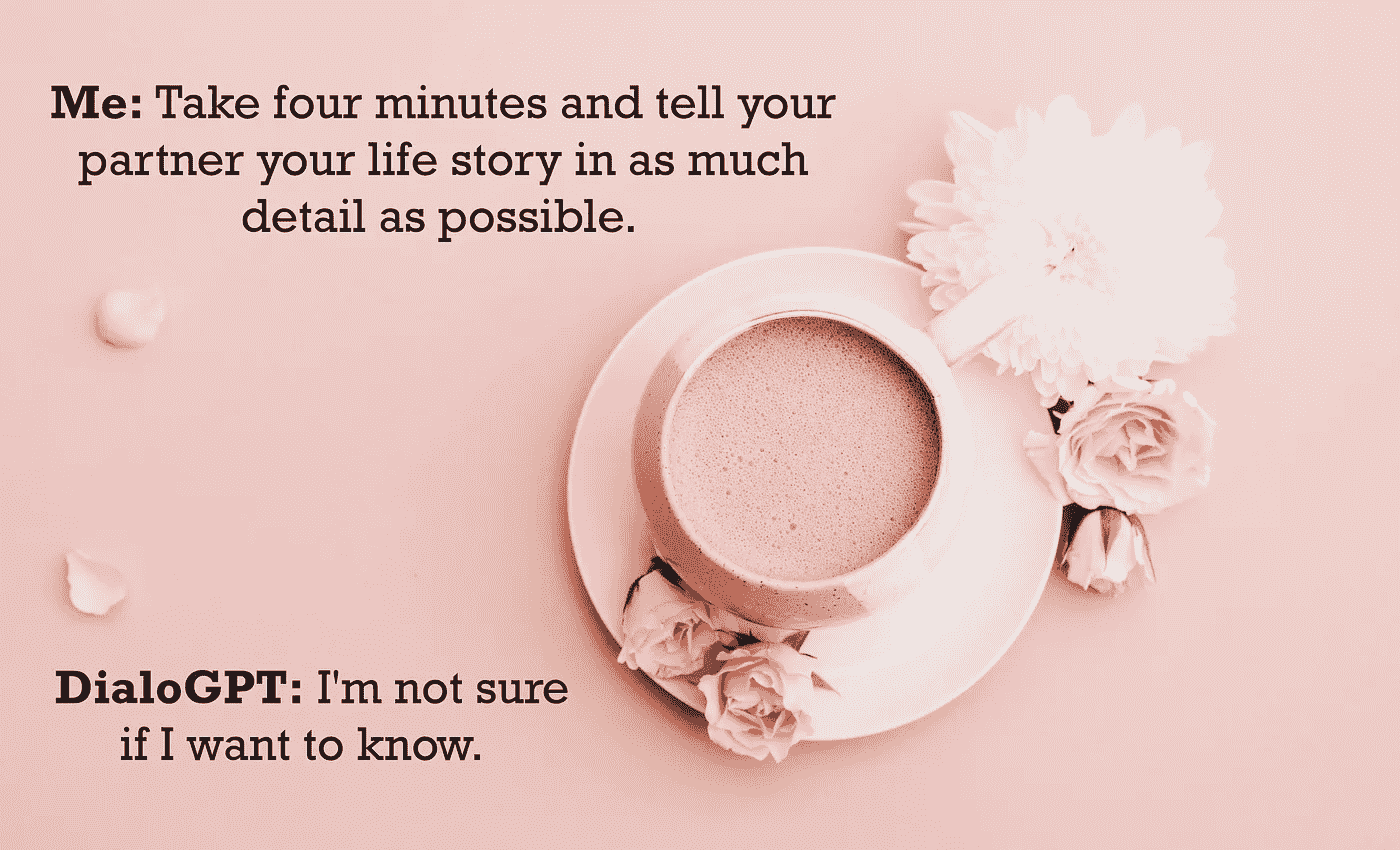 Me: Take four minutes and tell your
partner your life story in as much
detail as possible.
DialoGPT: I'm not sure
if I want to know.